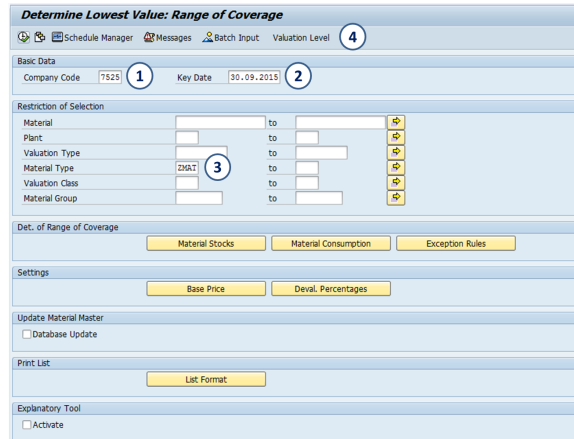 Determine Lowest Value: Range of Coverage
Schedule Manager Messages Batch Input Valuation Level 4
Basic Data
Company Code 7525 1 Key Date 30.09.2015 2
Restriction of Selection
Material to
Plant to
Valuation Type to
Material Type ZMAT 3 to
Valuation Class to
Material Group to
Det. of Range of Coverage
Material Stocks Material Consumption Exception Rules
Settings
Base Price Deval. Percentages
Update Material Master
Database Update
Print List
List Format
Explanatory Tool
Activate